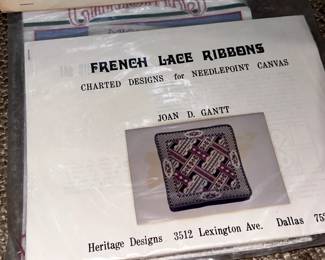 FRENCH LACE RIBBONS
CHARTED DESIGNS for NEEDLEPOINT CANVAS
JOAN D. GANTT
Heritage Designs 3512 Lexington Ave. Dallas 75